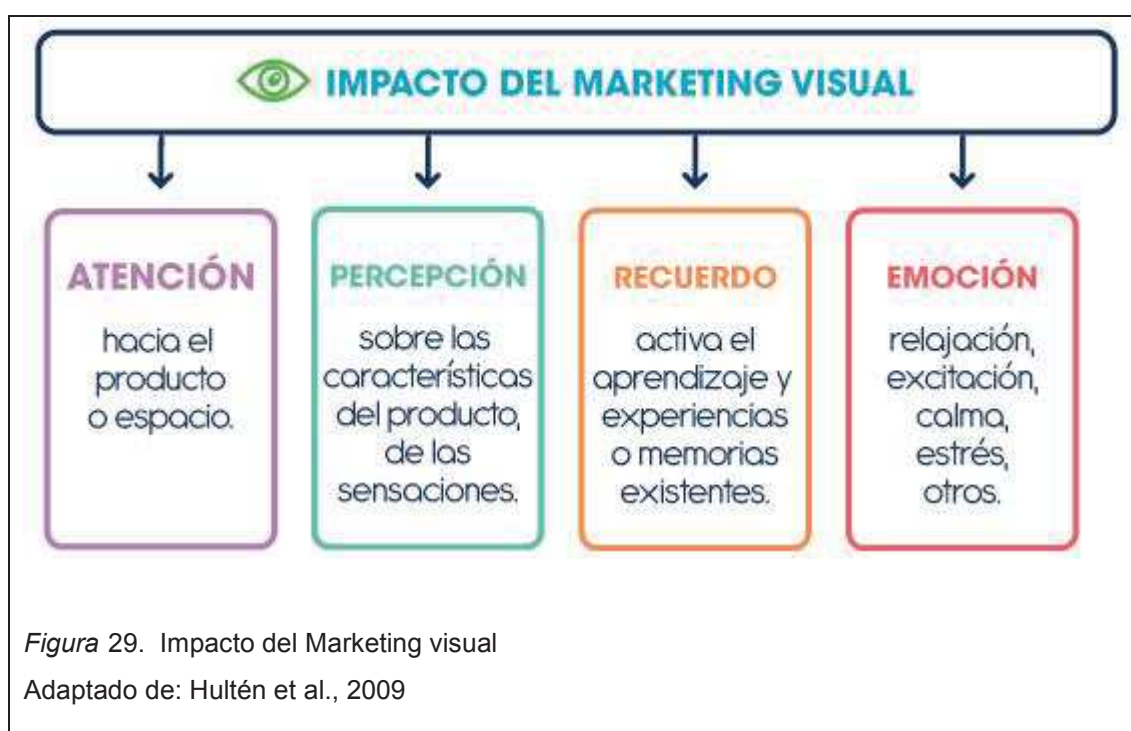 IMPACTO DEL MARKETING VISUAL
ATENCIÓN
hacia el
producto
o espacio.
PERCEPCIÓN
sobre las
características
del producto,
de las
sensaciones.
RECUERDO
activa el
aprendizaje y
experiencias
o memorias
existentes.
EMOCIÓN
relajación,
excitación,
calma,
estrés,
otros.
Figura 29. Impacto del Marketing visual
Adaptado de: Hultén et al., 2009